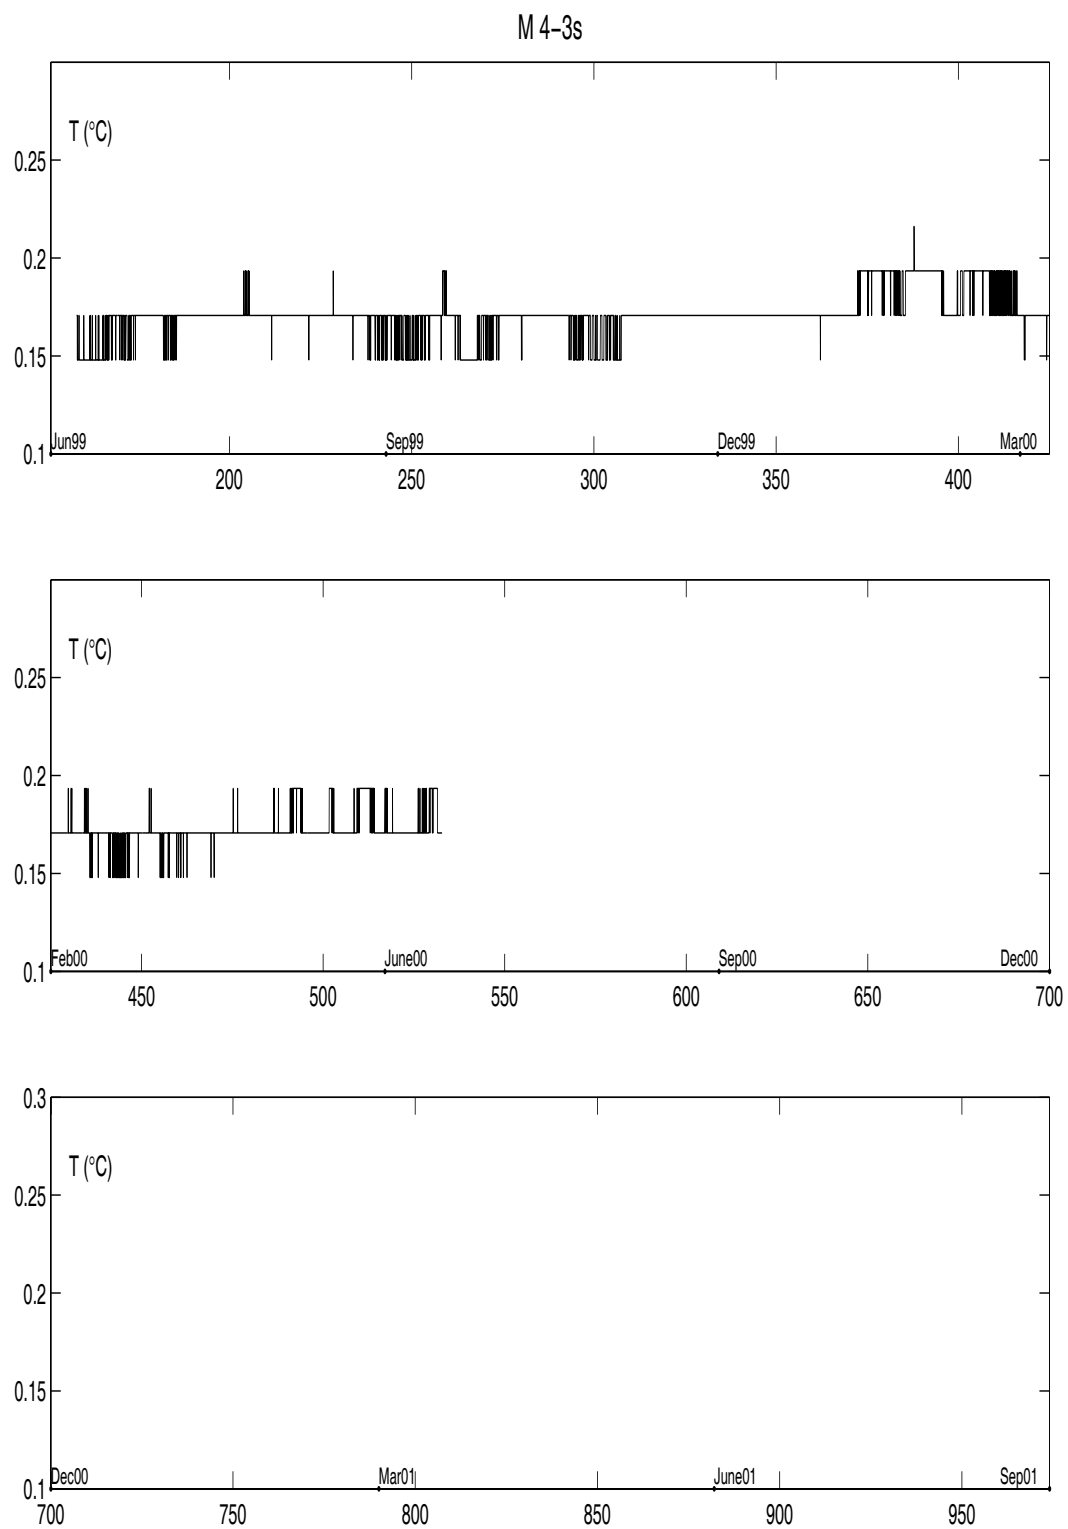 M 4−3s
T (°C)
0.25
0.2
0.15
0.1
Jun99 Sep99 Dec99 Mar00
200 250 300 350 400
T (°C)
0.25
0.2
0.15
0.1
Feb00 June00 Sep00 Dec00
450 500 550 600 650 700
0.3
T (°C)
0.25
0.2
0.15
0.1
Dec00 Mar01 June01 Sep01
700 750 800 850 900 950